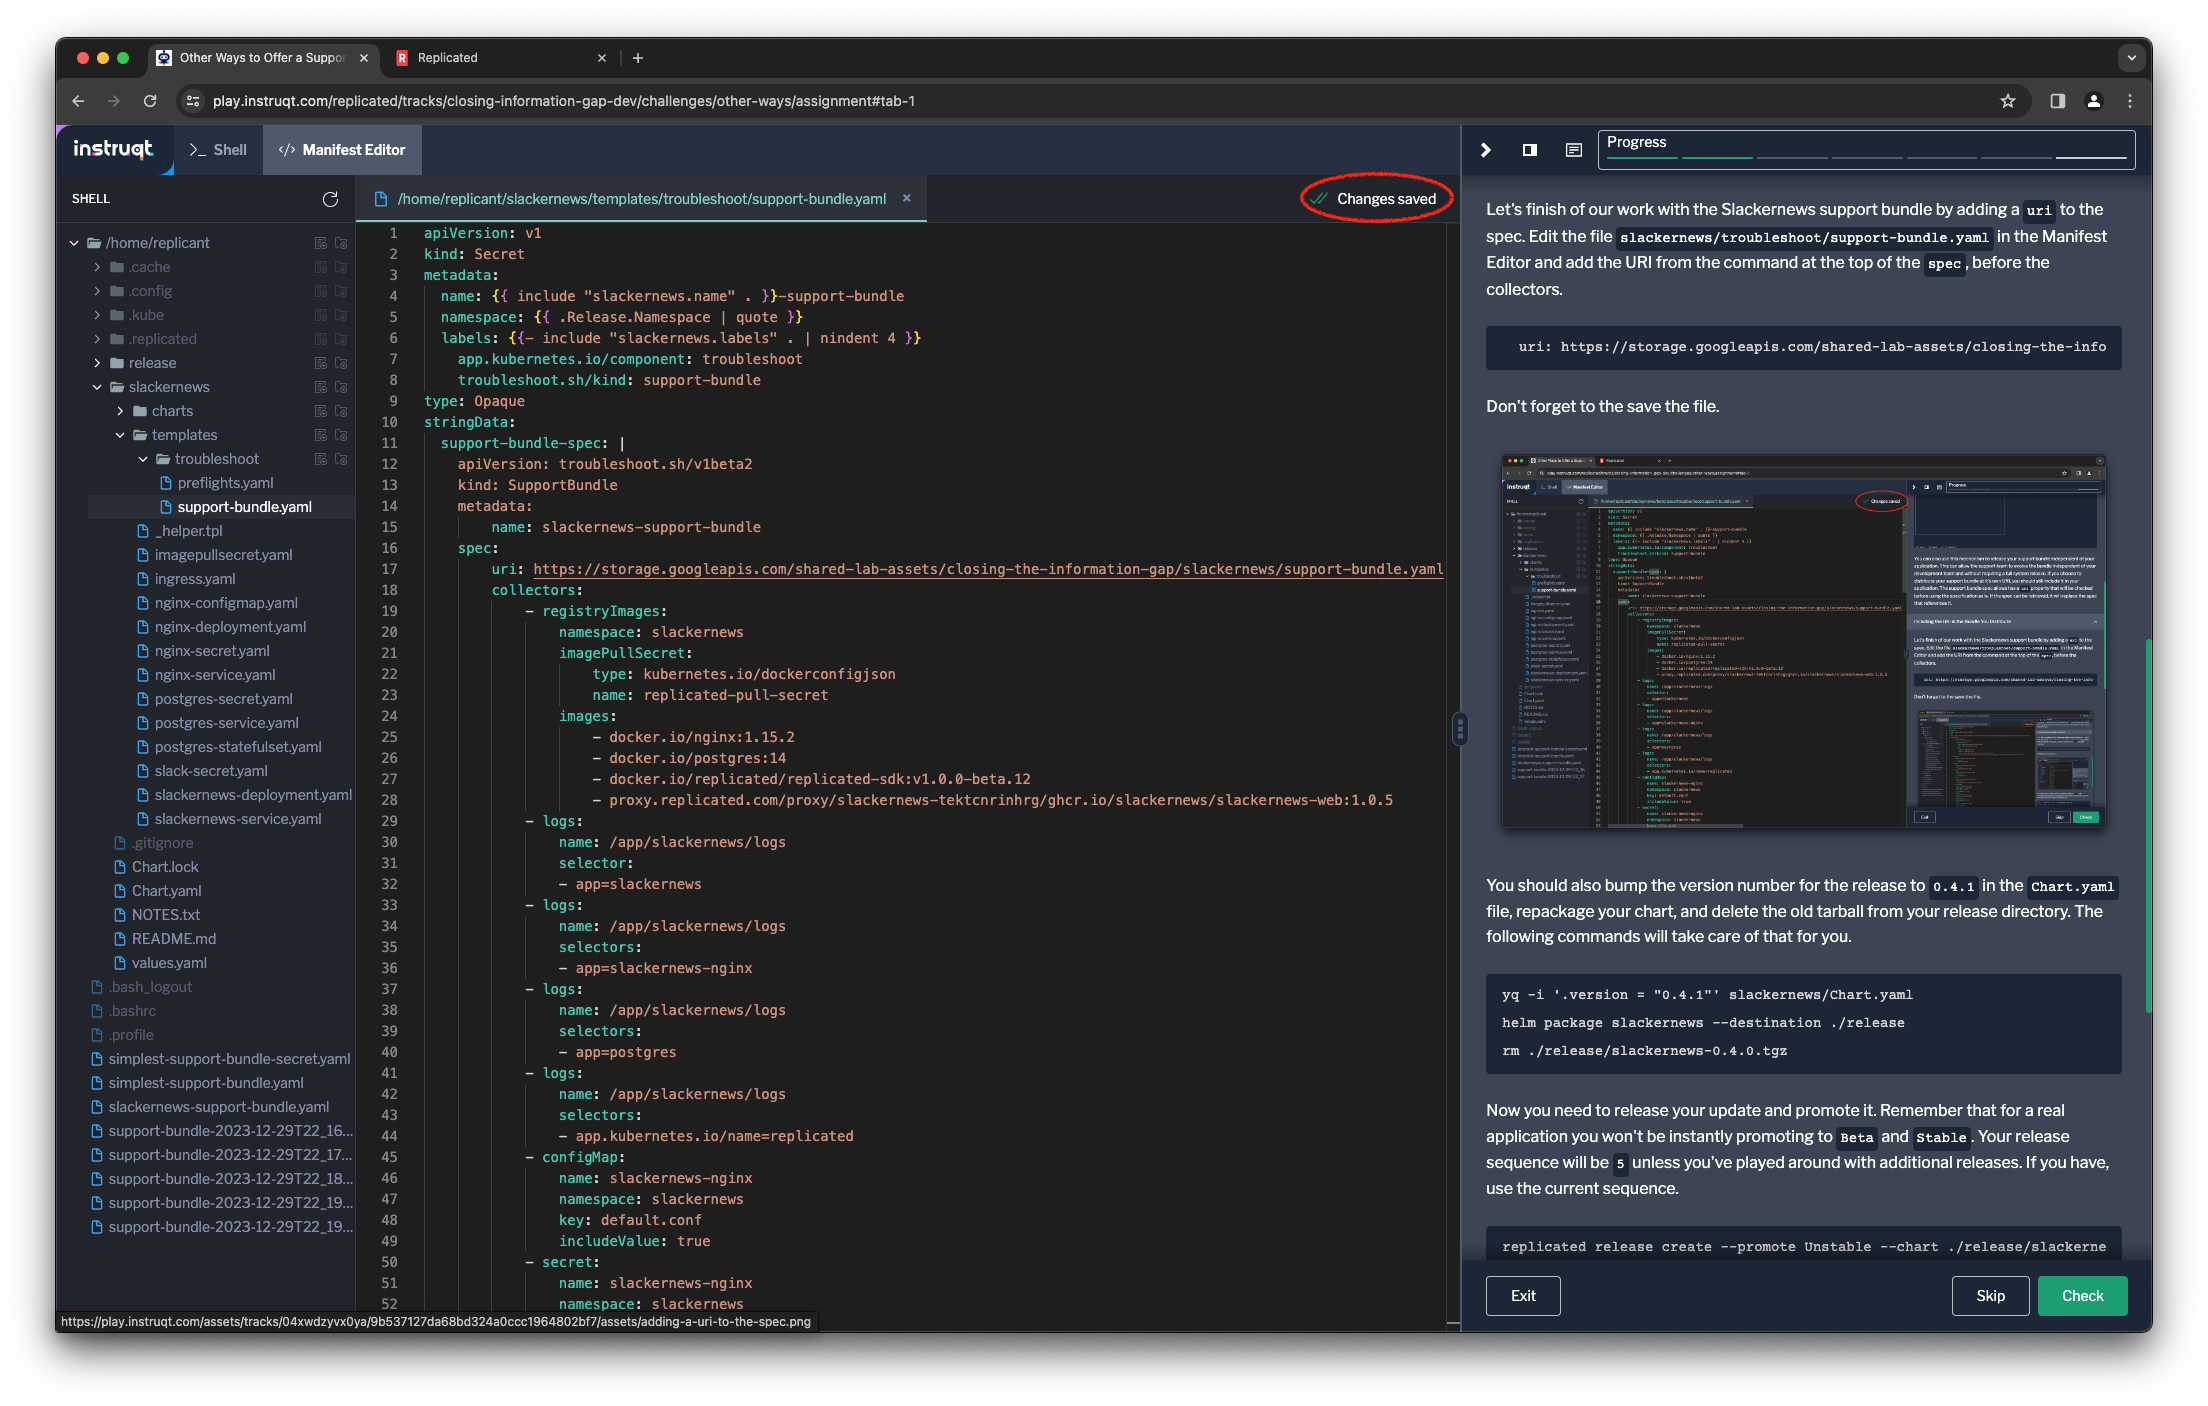 Other Ways to Offer a Suppor
Replicated
play.instruqt.com/replicated/tracks/closing-information-gap-dev/challenges/other-ways/assignment#tab-1
instruqt
>_ Shell
</> Manifest Editor
Progress
SHELL
/home/replicant/slackernews/templates/troubleshoot/support-bundle.yaml
Changes saved
/home/replicant
.cache
.config
.kube
.replicated
release
slackernews
charts
templates
troubleshoot
preflights.yaml
support-bundle.yaml
_helper.tpl
imagepullsecret.yaml
ingress.yaml
nginx-configmap.yaml
nginx-deployment.yaml
nginx-secret.yaml
nginx-service.yaml
postgres-secret.yaml
postgres-service.yaml
postgres-statefulset.yaml
slack-secret.yaml
slackernews-deployment.yaml
slackernews-service.yaml
.gitignore
Chart.lock
Chart.yaml
NOTES.txt
README.md
values.yaml
.bash_logout
.bashrc
.profile
simplest-support-bundle-secret.yaml
simplest-support-bundle.yaml
slackernews-support-bundle.yaml
support-bundle-2023-12-29T22_16...
support-bundle-2023-12-29T22_17...
support-bundle-2023-12-29T22_18...
support-bundle-2023-12-29T22_19...
support-bundle-2023-12-29T22_19...
1 apiVersion: v1
2 kind: Secret
3 metadata:
4 name: {{ include "slackernews.name" . }}-support-bundle
5 namespace: {{ .Release.Namespace | quote }}
6 labels: {{- include "slackernews.labels" . | nindent 4 }}
7 app.kubernetes.io/component: troubleshoot
8 troubleshoot.sh/kind: support-bundle
9 type: Opaque
10 stringData:
11 support-bundle-spec: |
12 apiVersion: troubleshoot.sh/v1beta2
13 kind: SupportBundle
14 metadata:
15 name: slackernews-support-bundle
16 spec:
17 uri: https://storage.googleapis.com/shared-lab-assets/closing-the-information-gap/slackernews/support-bundle.yaml
18 collectors:
19 - registryImages:
20 namespace: slackernews
21 imagePullSecret:
22 type: kubernetes.io/dockerconfigjson
23 name: replicated-pull-secret
24 images:
25 - docker.io/nginx:1.15.2
26 - docker.io/postgres:14
27 - docker.io/replicated/replicated-sdk:v1.0.0-beta.12
28 - proxy.replicated.com/proxy/slackernews-tektcnrinhrg/ghcr.io/slackernews/slackernews-web:1.0.5
29 - logs:
30 name: /app/slackernews/logs
31 selector:
32 - app=slackernews
33 - logs:
34 name: /app/slackernews/logs
35 selectors:
36 - app=slackernews-nginx
37 - logs:
38 name: /app/slackernews/logs
39 selectors:
40 - app=postgres
41 - logs:
42 name: /app/slackernews/logs
43 selectors:
44 - app.kubernetes.io/name=replicated
45 - configMap:
46 name: slackernews-nginx
47 namespace: slackernews
48 key: default.conf
49 includeValue: true
50 - secret:
51 name: slackernews-nginx
52 namespace: slackernews
https://play.instruqt.com/assets/tracks/04xwdzyvx0ya/9b537127da68bd324a0ccc1964802bf7/assets/adding-a-uri-to-the-spec.png
Let's finish of our work with the Slackernews support bundle by adding a uri to the
spec. Edit the file slackernews/troubleshoot/support-bundle.yaml in the Manifest
Editor and add the URI from the command at the top of the spec, before the
collectors.
uri: https://storage.googleapis.com/shared-lab-assets/closing-the-info
Don't forget to the save the file.
You should also bump the version number for the release to 0.4.1 in the Chart.yaml
file, repackage your chart, and delete the old tarball from your release directory. The
following commands will take care of that for you.
yq -i '.version = "0.4.1"' slackernews/Chart.yaml
helm package slackernews --destination ./release
rm ./release/slackernews-0.4.0.tgz
Now you need to release your update and promote it. Remember that for a real
application you won't be instantly promoting to Beta and Stable. Your release
sequence will be 5 unless you've played around with additional releases. If you have,
use the current sequence.
replicated release create --promote Unstable --chart ./release/slackerne
Exit
Skip
Check